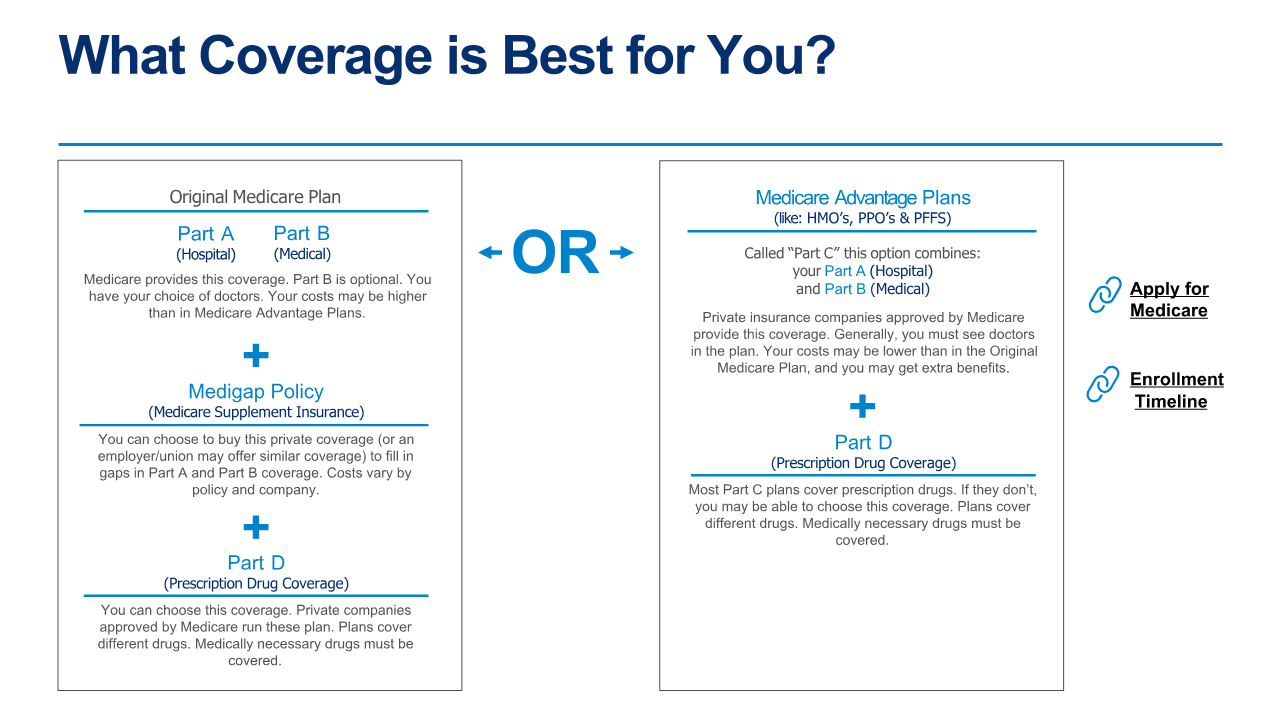 What Coverage is Best for You?
Original Medicare Plan
Part A Part B
(Hospital) (Medical)
Medicare provides this coverage. Part B is optional. You
have your choice of doctors. Your costs may be higher
than in Medicare Advantage Plans.
Medigap Policy
(Medicare Supplement Insurance)
You can choose to buy this private coverage (or an
employer/union may offer similar coverage) to fill in
gaps in Part A and Part B coverage. Costs vary by
policy and company.
Part D
(Prescription Drug Coverage)
You can choose this coverage. Private companies
approved by Medicare run these plan. Plans cover
different drugs. Medically necessary drugs must be
covered.
OR
Medicare Advantage Plans
(like: HMO’s, PPO’s & PFFS)
Called “Part C” this option combines:
your Part A (Hospital)
and Part B (Medical)
Private insurance companies approved by Medicare
provide this coverage. Generally, you must see doctors
in the plan. Your costs may be lower than in the Original
Medicare Plan, and you may get extra benefits.
Part D
(Prescription Drug Coverage)
Most Part C plans cover prescription drugs. If they don’t,
you may be able to choose this coverage. Plans cover
different drugs. Medically necessary drugs must be
covered.
Apply for
Medicare
Enrollment
Timeline